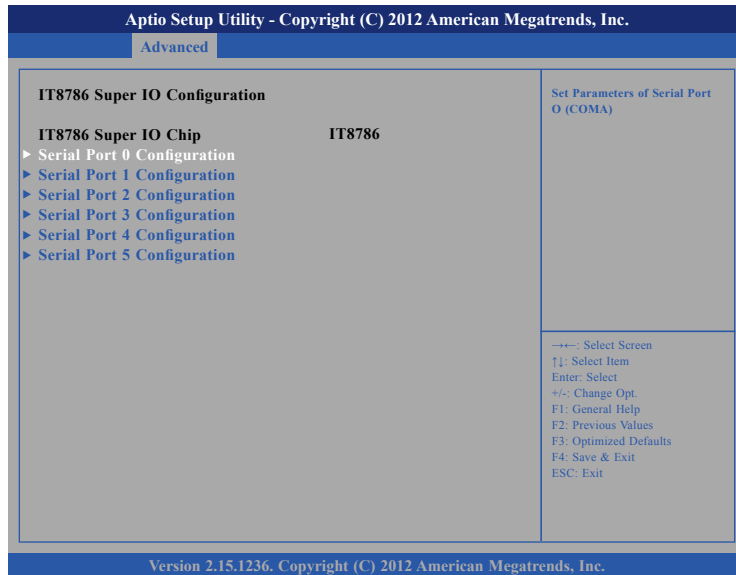 Aptio Setup Utility - Copyright (C) 2012 American Megatrends, Inc.
Advanced
IT8786 Super IO Configuration
IT8786 Super IO Chip IT8786
▶ Serial Port 0 Configuration
▶ Serial Port 1 Configuration
▶ Serial Port 2 Configuration
▶ Serial Port 3 Configuration
▶ Serial Port 4 Configuration
▶ Serial Port 5 Configuration
Set Parameters of Serial Port
O (COMA)
→←: Select Screen
↑↓: Select Item
Enter: Select
+/-: Change Opt.
F1: General Help
F2: Previous Values
F3: Optimized Defaults
F4: Save & Exit
ESC: Exit
Version 2.15.1236. Copyright (C) 2012 American Megatrends, Inc.